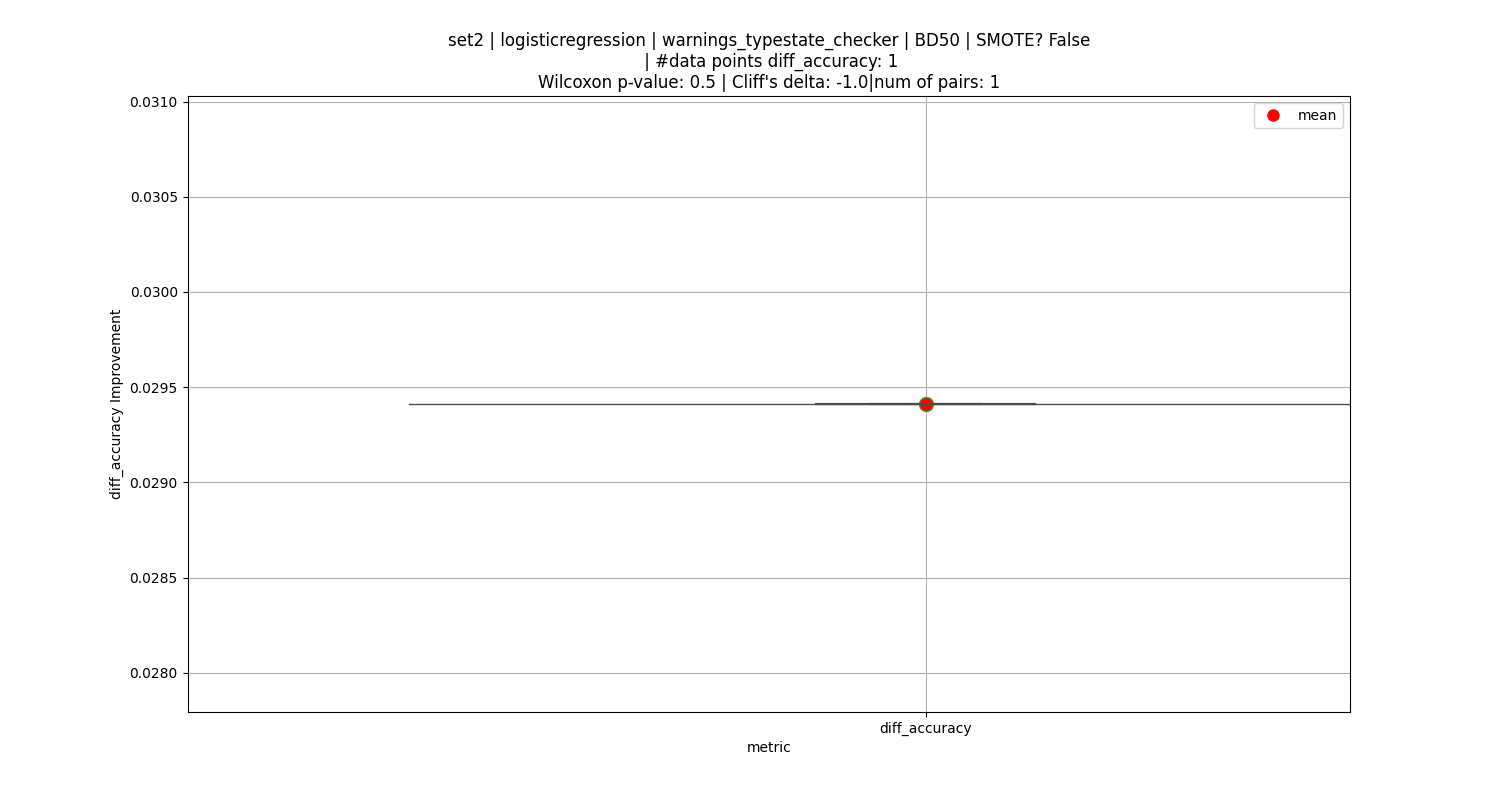 set2 | logisticregression | warnings_typestate_checker | BD50 | SMOTE? False
| #data points diff_accuracy: 1
Wilcoxon p-value: 0.5 | Cliff's delta: -1.0|num of pairs: 1
mean
0.0310
0.0305
0.0300
0.0295
0.0290
0.0285
0.0280
diff_accuracy Improvement
diff_accuracy
metric